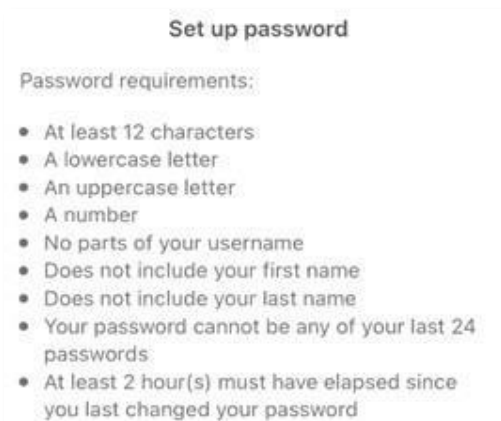 Set up password
Password requirements:
• At least 12 characters
• A lowercase letter
• An uppercase letter
• A number
• No parts of your username
• Does not include your first name
• Does not include your last name
• Your password cannot be any of your last 24
passwords
• At least 2 hour(s) must have elapsed since
you last changed your password